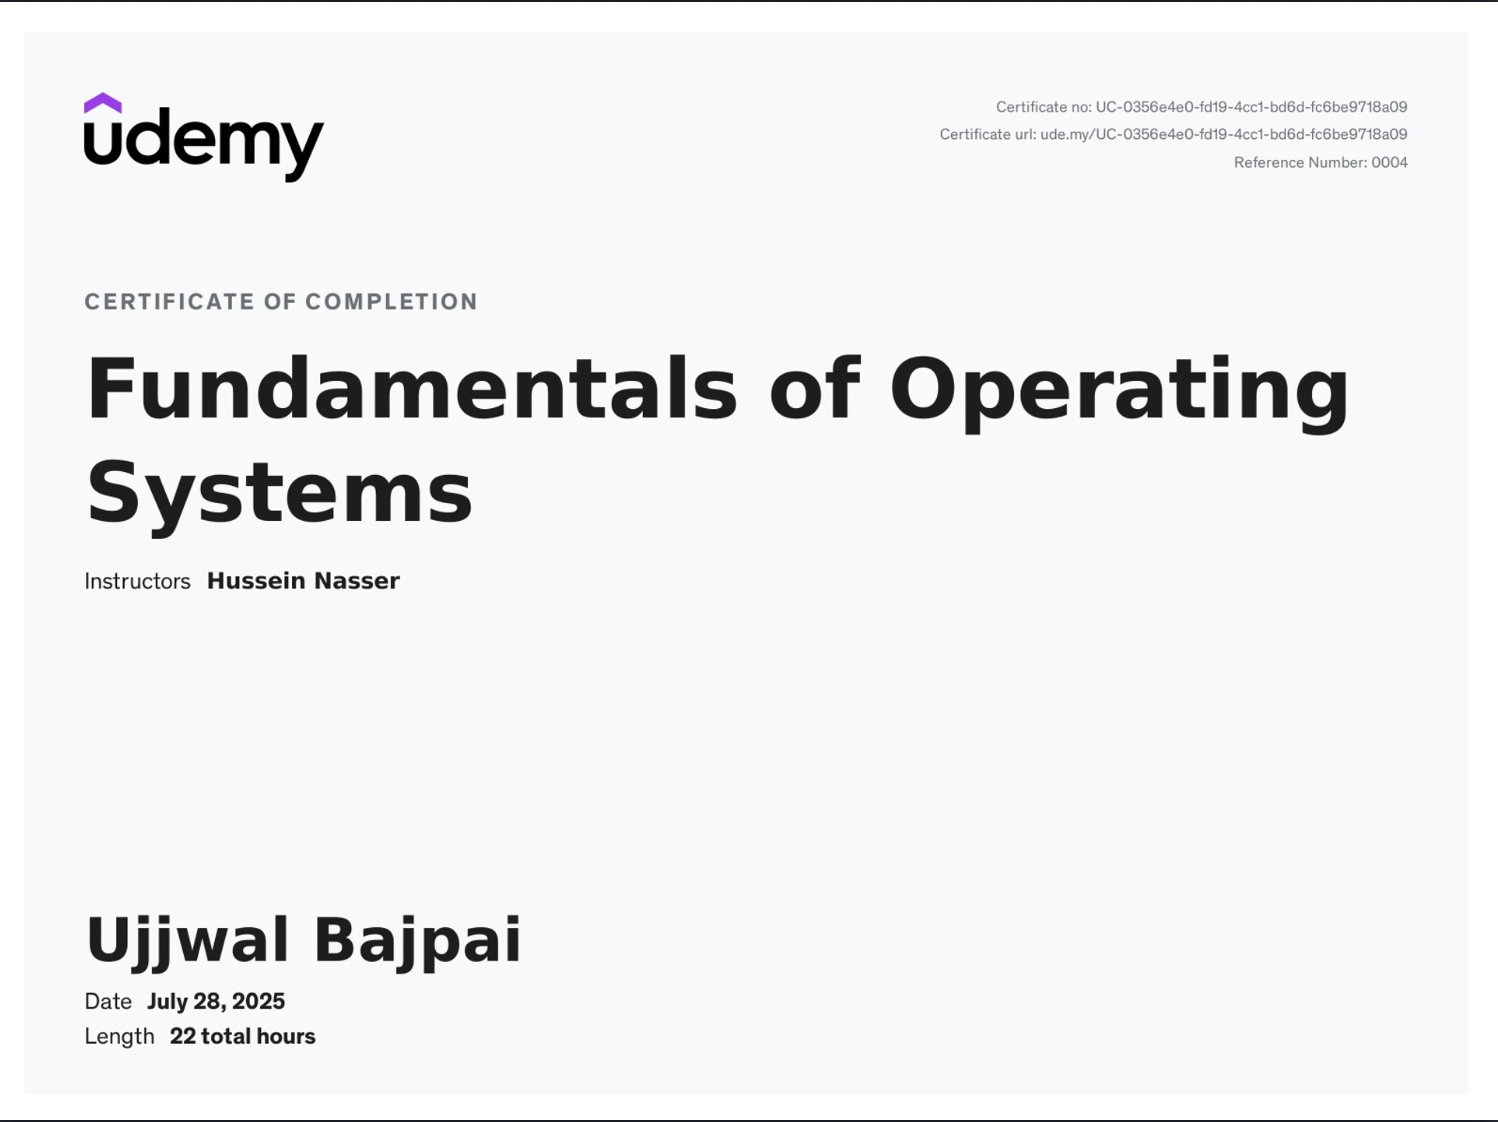 udemy
Certificate no: UC-0356e4e0-fd19-4cc1-bd6d-fc6be9718a09
Certificate url: ude.my/UC-0356e4e0-fd19-4cc1-bd6d-fc6be9718a09
Reference Number: 0004
CERTIFICATE OF COMPLETION
Fundamentals of Operating
Systems
Instructors Hussein Nasser
Ujjwal Bajpai
Date July 28, 2025
Length 22 total hours